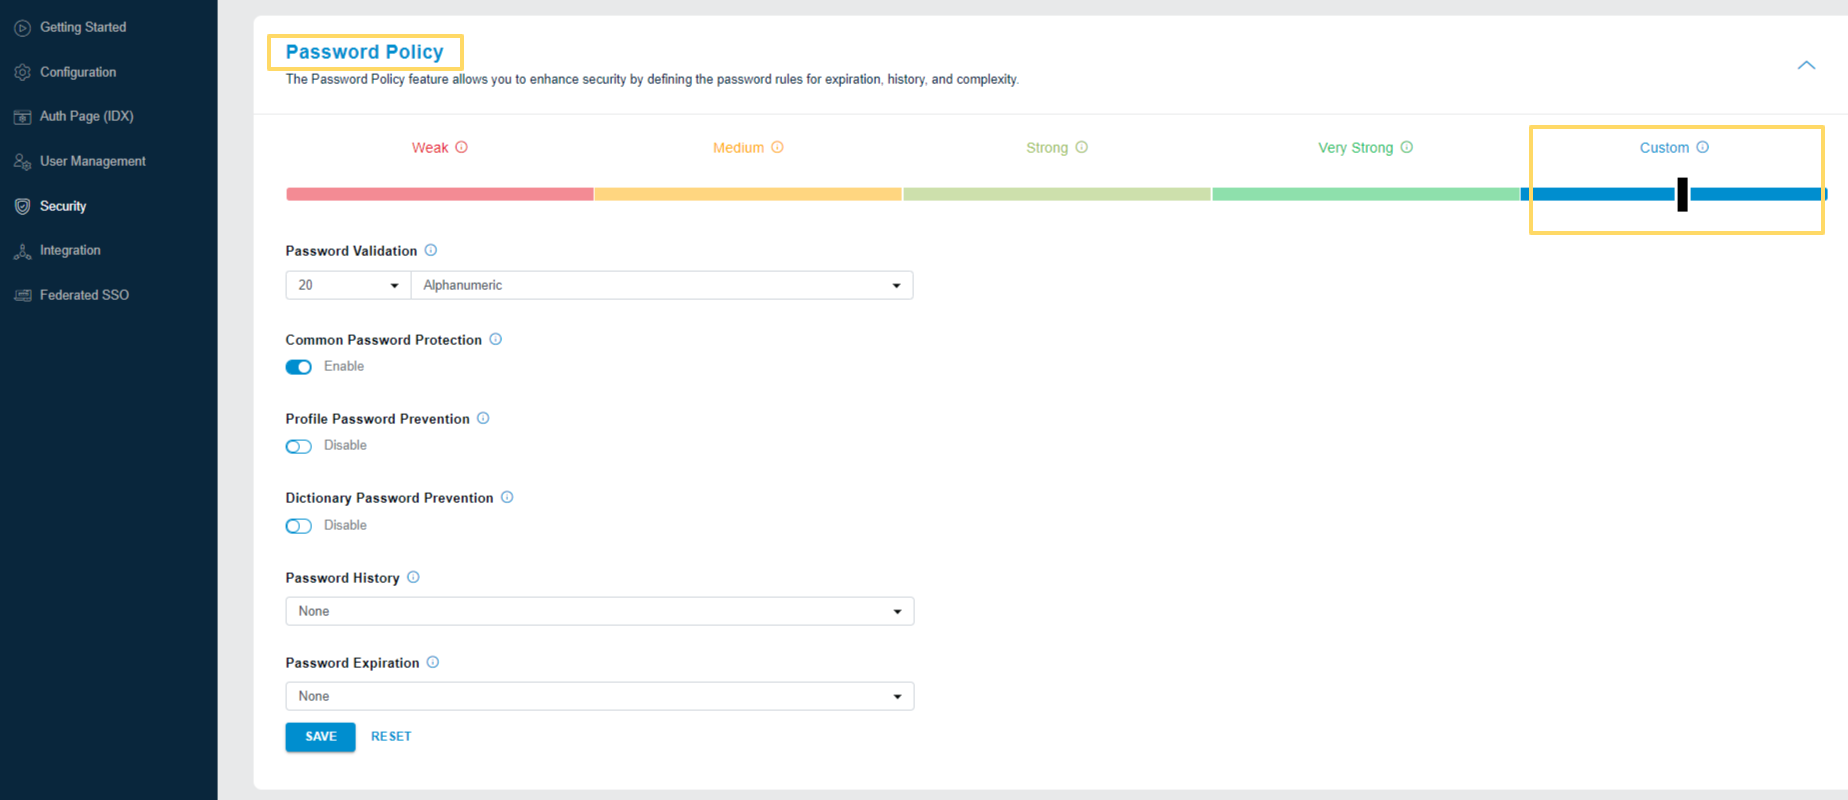 Getting Started
Configuration
Auth Page (IDX)
User Management
Security
Integration
Federated SSO
Password Policy
The Password Policy feature allows you to enhance security by defining the password rules for expiration, history, and complexity.
Weak Medium Strong Very Strong Custom
Password Validation
20 Alphanumeric
Common Password Protection
Enable
Profile Password Prevention
Disable
Dictionary Password Prevention
Disable
Password History
None
Password Expiration
None
SAVE RESET